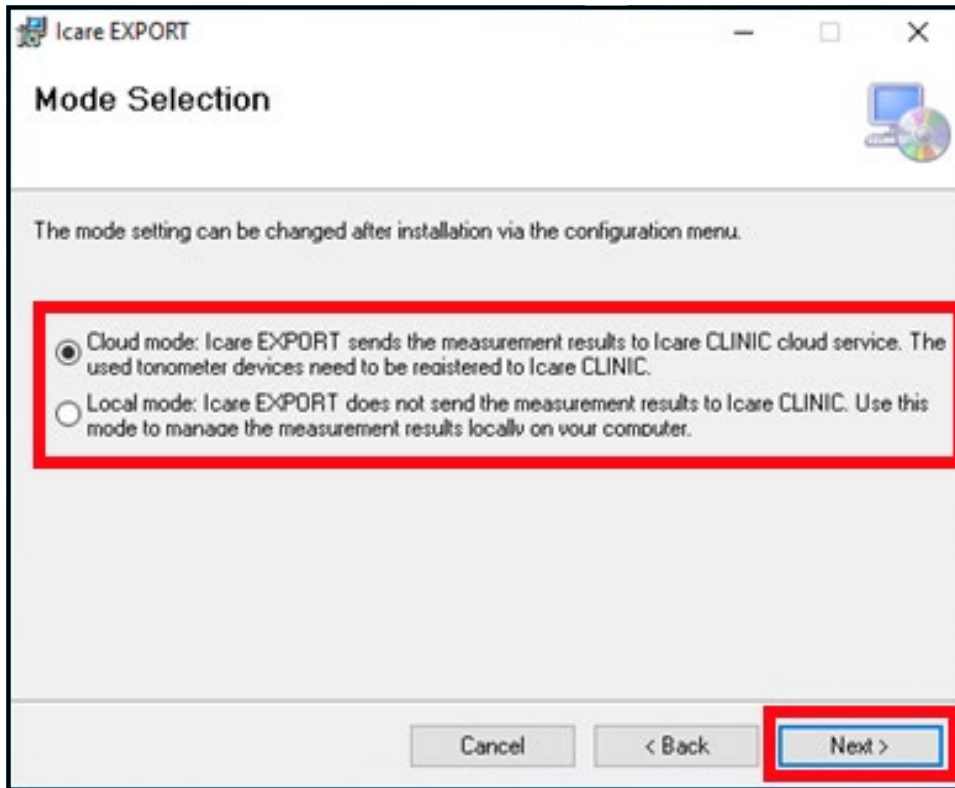 Icare EXPORT
Mode Selection
The mode setting can be changed after installation via the configuration menu.
Cloud mode: Icare EXPORT sends the measurement results to Icare CLINIC cloud service. The
used tonometer devices need to be registered to Icare CLINIC.
Local mode: Icare EXPORT does not send the measurement results to Icare CLINIC. Use this
mode to manage the measurement results locally on your computer.
Cancel
< Back
Next >